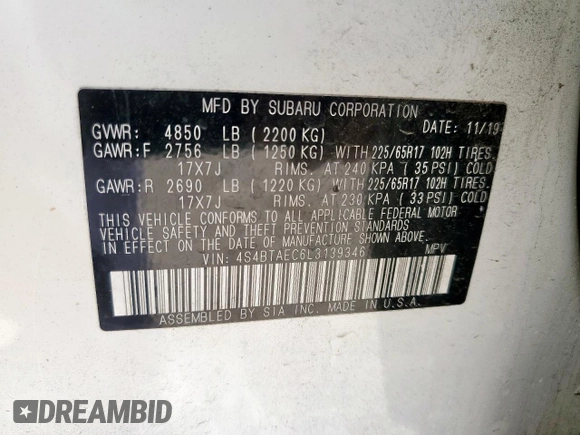 MFD BY SUBARU CORPORATION
GVWR: 4850 LB (2200 KG) DATE: 11/19
GAWR:F 2756 LB (1250 KG) WITH 225/65R17 102H TIRES.
17X7J RIMS. AT 240 KPA (35 PSI) COLD
GAWR:R 2690 LB (1220 KG) WITH 225/65R17 102H TIRES.
17X7J RIMS. AT 230 KPA (33 PSI) COLD
THIS VEHICLE CONFORMS TO ALL APPLICABLE FEDERAL MOTOR
VEHICLE SAFETY AND THEFT PREVENTION STANDARDS
IN EFFECT ON THE DATE OF MANUFACTURE SHOWN ABOVE.
VIN: 4S4BTAEC6L3139346 MPV
ASSEMBLED BY SIA INC. MADE IN U.S.A.
DREAMBID
DREAMBID.COM